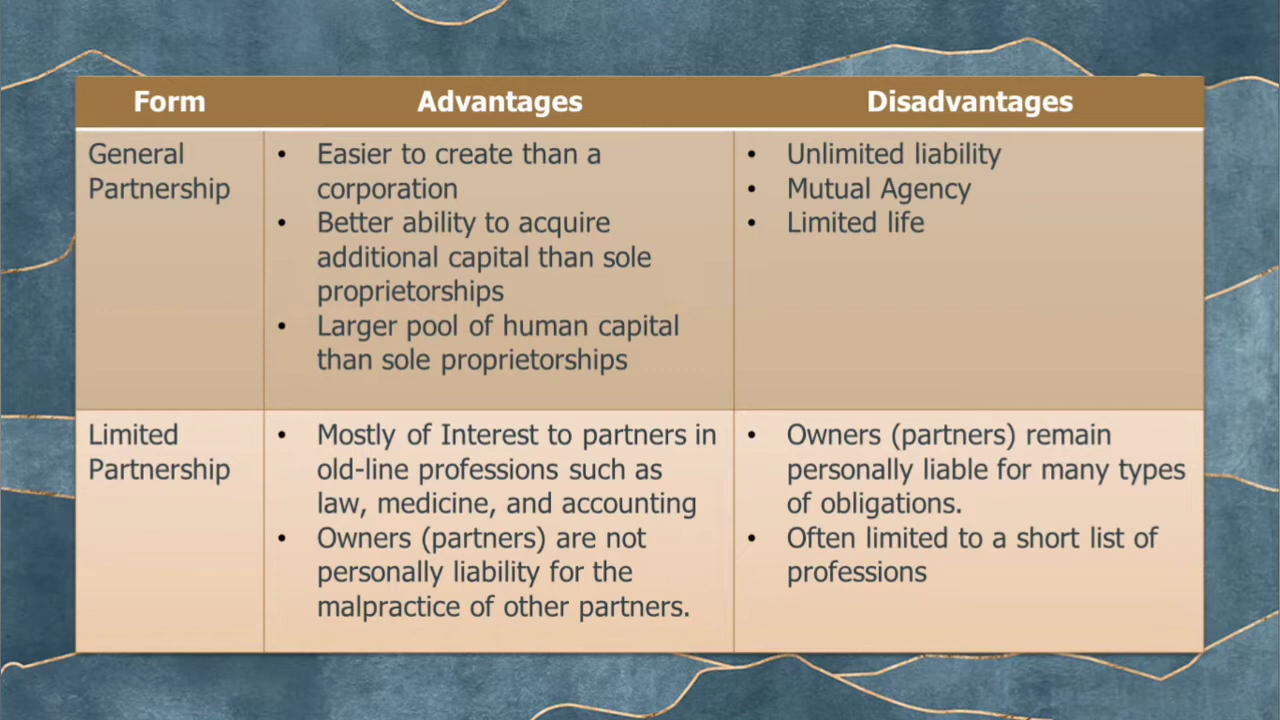 Form Advantages Disadvantages
General
Partnership
• Easier to create than a
corporation
• Better ability to acquire
additional capital than sole
proprietorships
• Larger pool of human capital
than sole proprietorships
• Unlimited liability
• Mutual Agency
• Limited life
Limited
Partnership
• Mostly of Interest to partners in
old-line professions such as
law, medicine, and accounting
• Owners (partners) are not
personally liability for the
malpractice of other partners.
• Owners (partners) remain
personally liable for many types
of obligations.
• Often limited to a short list of
professions